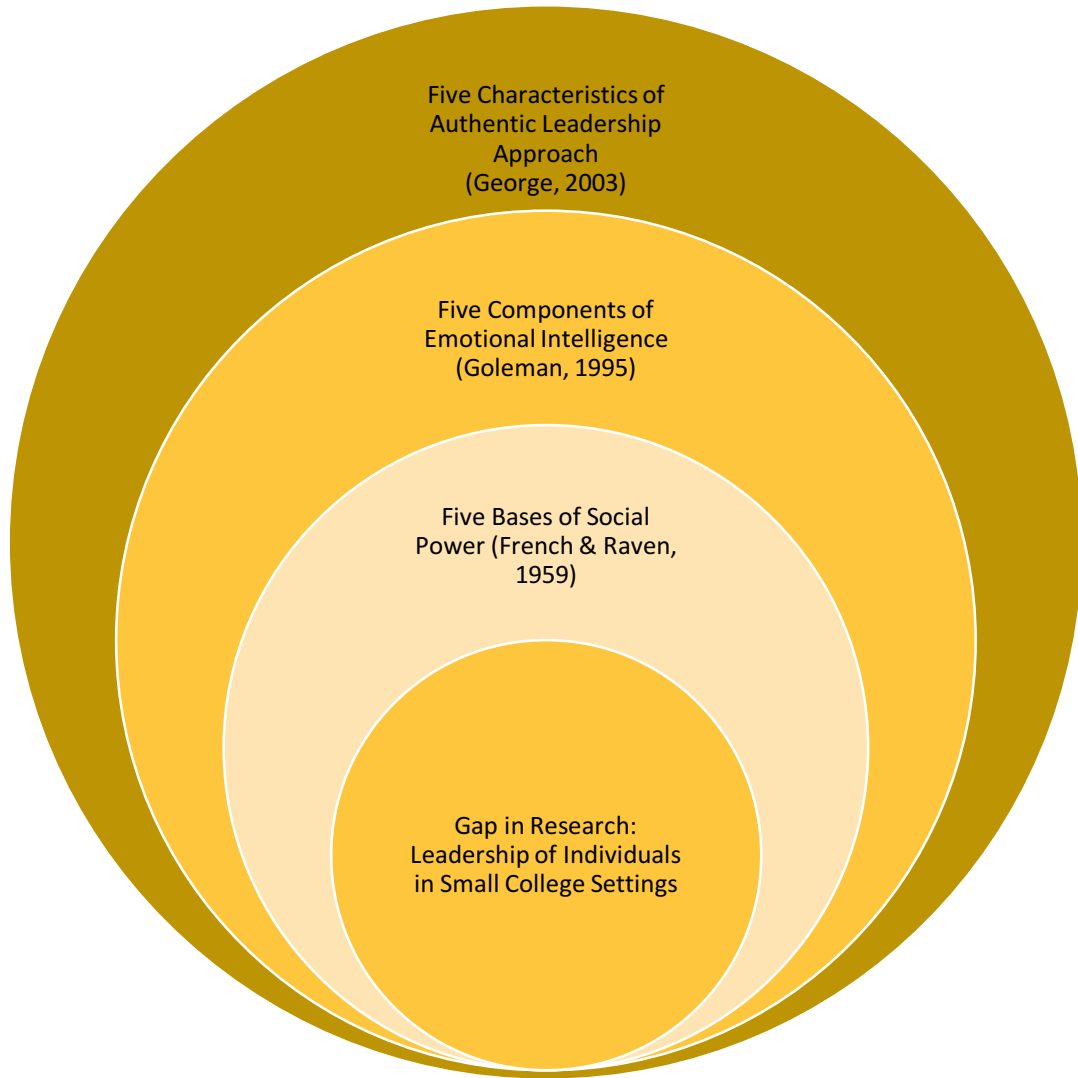 Five Characteristics of
Authentic Leadership
Approach
(George, 2003)
Five Components of
Emotional Intelligence
(Goleman, 1995)
Five Bases of Social
Power (French & Raven,
1959)
Gap in Research:
Leadership of Individuals
in Small College Settings